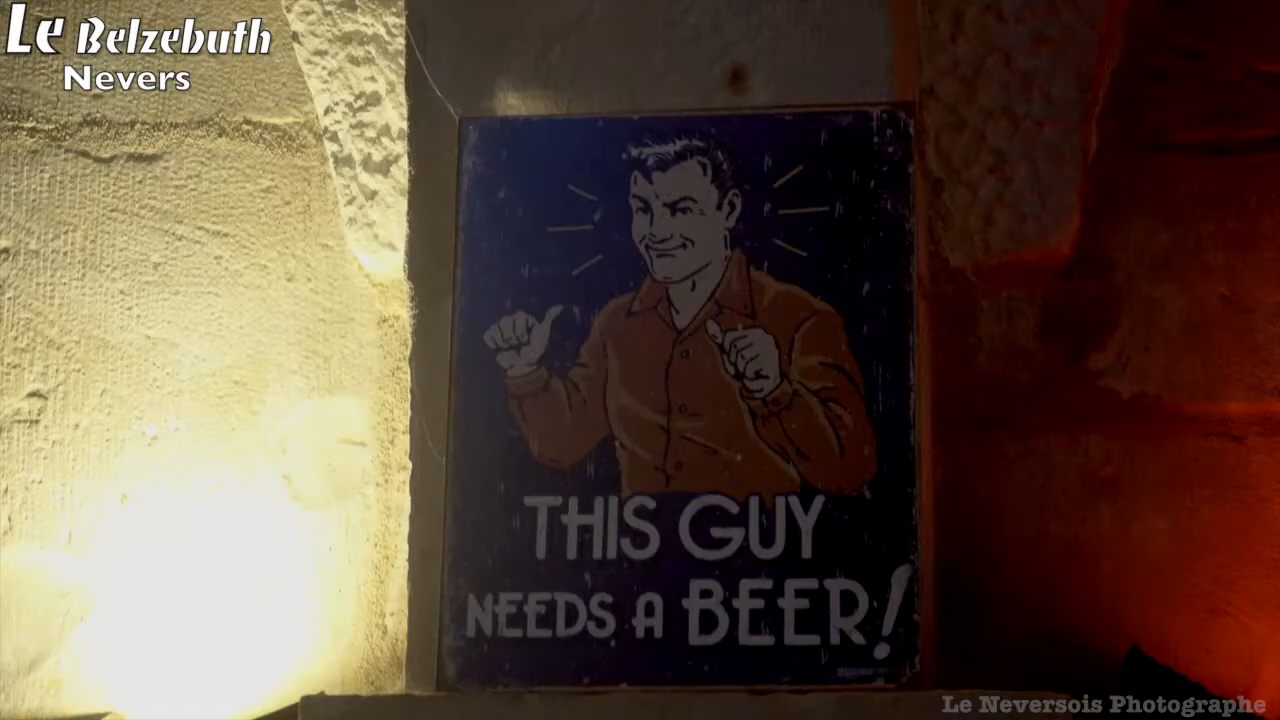 Le Belzebuth
Nevers
THIS GUY
NEEDS A BEER!
Le Neversois Photographe